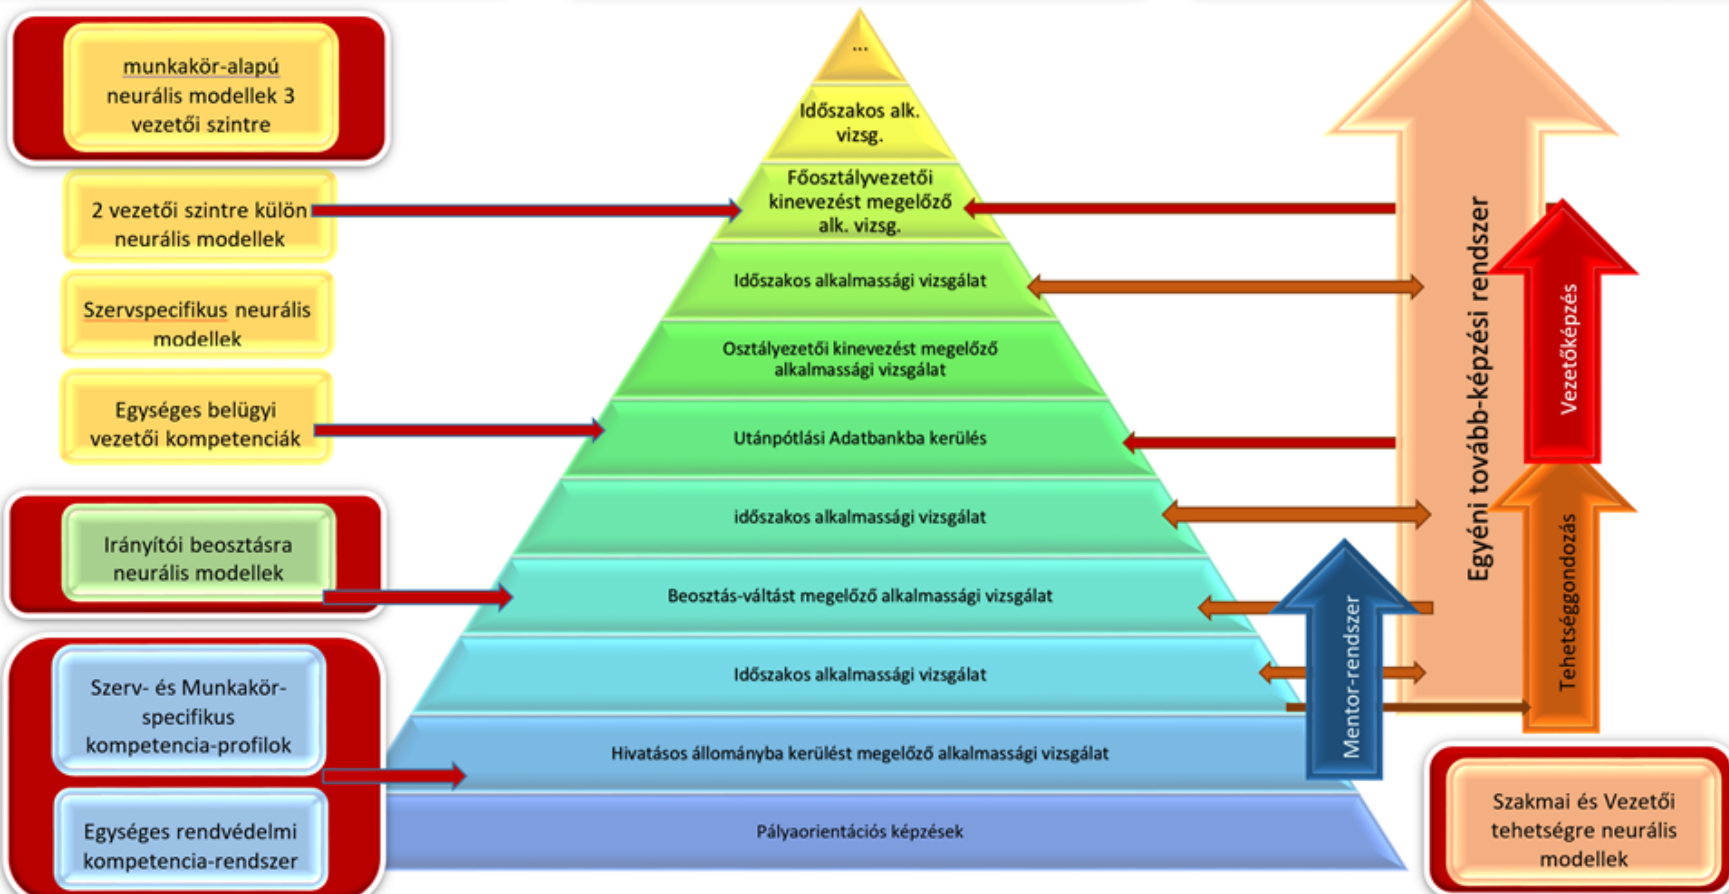 munkakör-alapú
neurális modellek 3
vezetői szintre
2 vezetői szintre külön
neurális modellek
Szervspecifikus neurális
modellek
Egységes belügyi
vezetői kompetenciák
Irányítói beosztásra
neurális modellek
Szerv- és Munkakör-
specifikus
kompetencia-profilok
Egységes rendvédelmi
kompetencia-rendszer
...
Időszakos alk.
vizsg.
Főosztályvezetői
kinevezést megelőző
alk. vizsg.
Időszakos alkalmassági vizsgálat
Osztályezetői kinevezést megelőző
alkalmassági vizsgálat
Utánpótlási Adatbankba kerülés
időszakos alkalmassági vizsgálat
Beosztás-váltást megelőző alkalmassági vizsgálat
Időszakos alkalmassági vizsgálat
Hivatásos állományba kerülést megelőző alkalmassági vizsgálat
Pályaorientációs képzések
Mentor-rendszer
Egyéni tovább-képzési rendszer
Vezetőképzés
Tehetséggondozás
Szakmai és Vezetői
tehetségre neurális
modellek